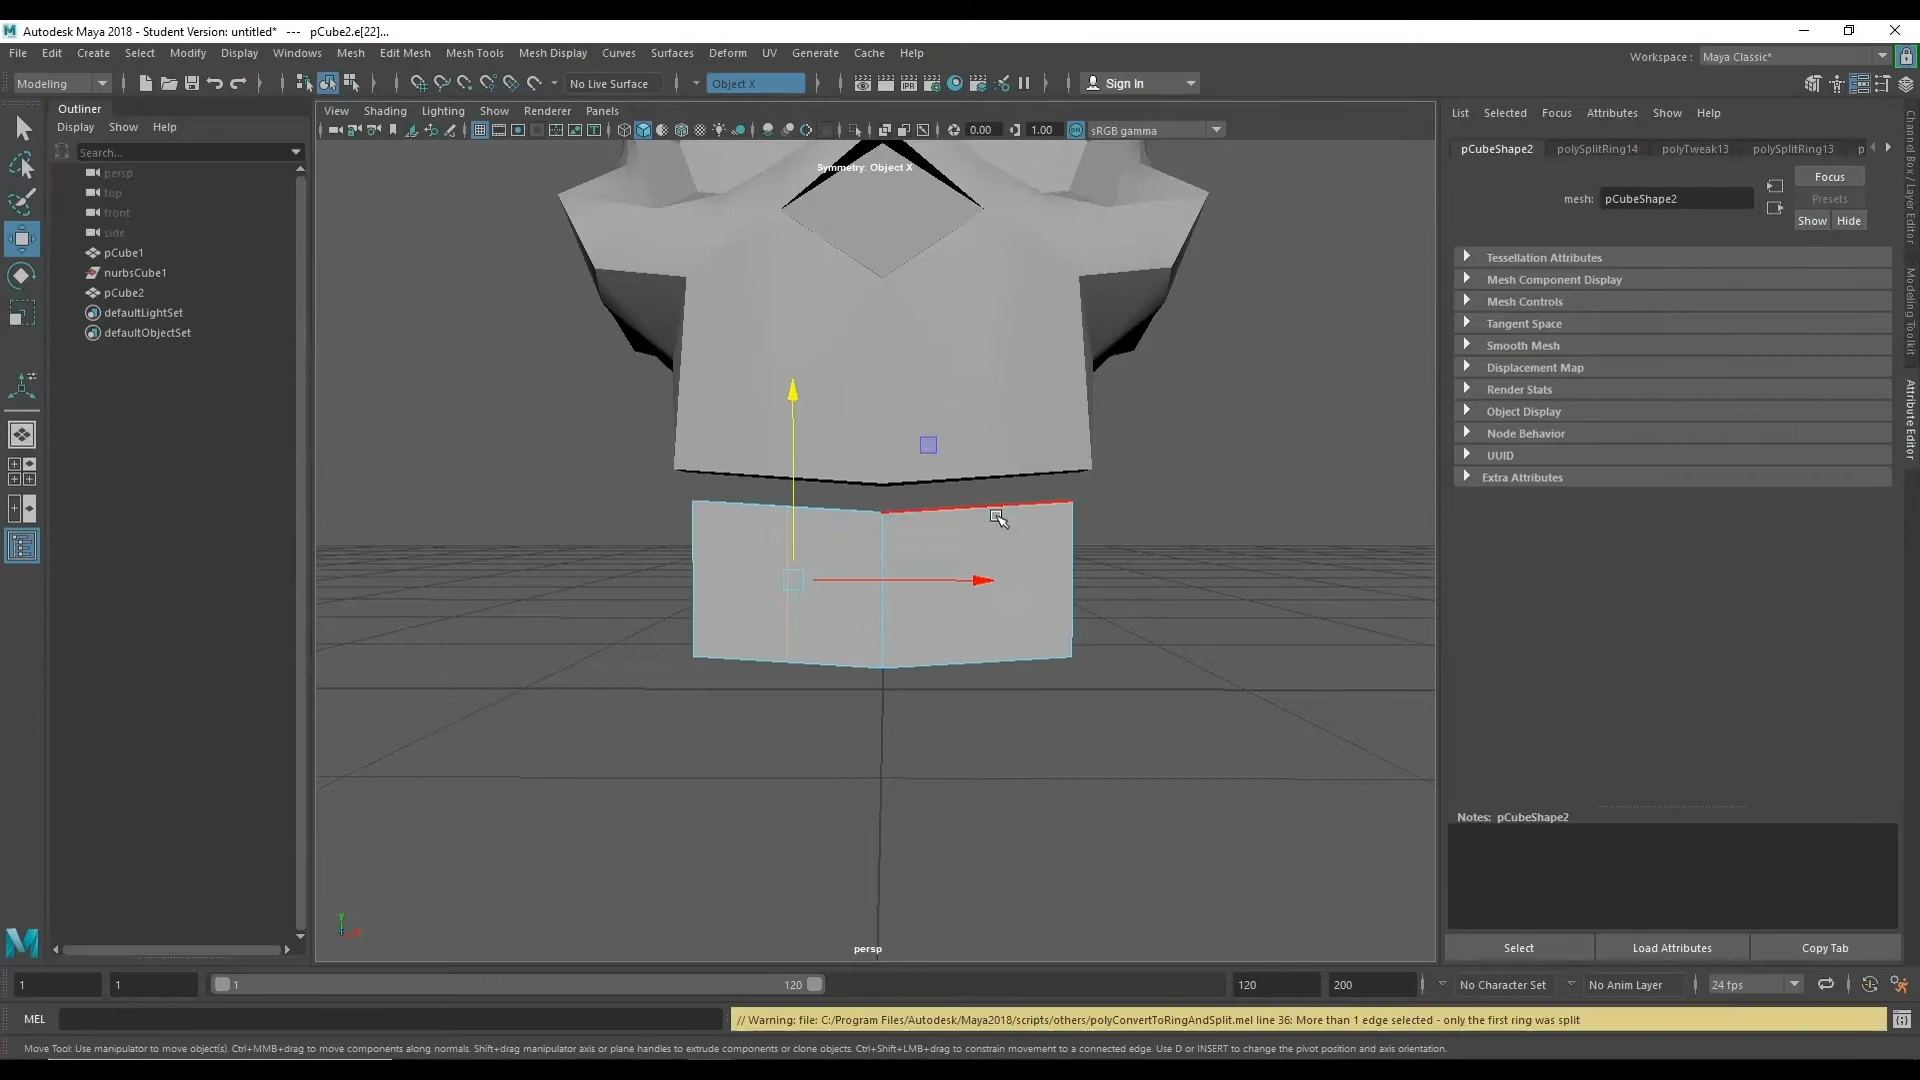 Autodesk Maya 2018 - Student Version: untitled*   ---   pCube2.e[22]...
File Edit Create Select Modify Display Windows Mesh Edit Mesh Mesh Tools Mesh Display Curves Surfaces Deform UV Generate Cache Help
Workspace : Maya Classic*
Modeling No Live Surface Object X Sign In
Outliner
Display Show Help
Search...
persp
top
front
side
pCube1
nurbsCube1
pCube2
defaultLightSet
defaultObjectSet
View Shading Lighting Show Renderer Panels
0.00 1.00 sRGB gamma
Symmetry: Object X
persp
y
List Selected Focus Attributes Show Help
pCubeShape2 polySplitRing14 polyTweak13 polySplitRing13 p
mesh: pCubeShape2
Focus
Presets
Show Hide
Tessellation Attributes
Mesh Component Display
Mesh Controls
Tangent Space
Smooth Mesh
Displacement Map
Render Stats
Object Display
Node Behavior
UUID
Extra Attributes
Notes: pCubeShape2
Select Load Attributes Copy Tab
Channel Box / Layer Editor
Modeling Toolkit
Attribute Editor
1 1 1 120 120 200 No Character Set No Anim Layer 24 fps
MEL
// Warning: file: C:/Program Files/Autodesk/Maya2018/scripts/others/polyConvertToRingAndSplit.mel line 36: More than 1 edge selected - only the first ring was split
Move Tool: Use manipulator to move object(s). Ctrl+MMB+drag to move components along normals. Shift+drag manipulator axis or plane handles to extrude components or clone objects. Ctrl+Shift+LMB+drag to constrain movement to a connected edge. Use D or INSERT to change the pivot position and axis orientation.